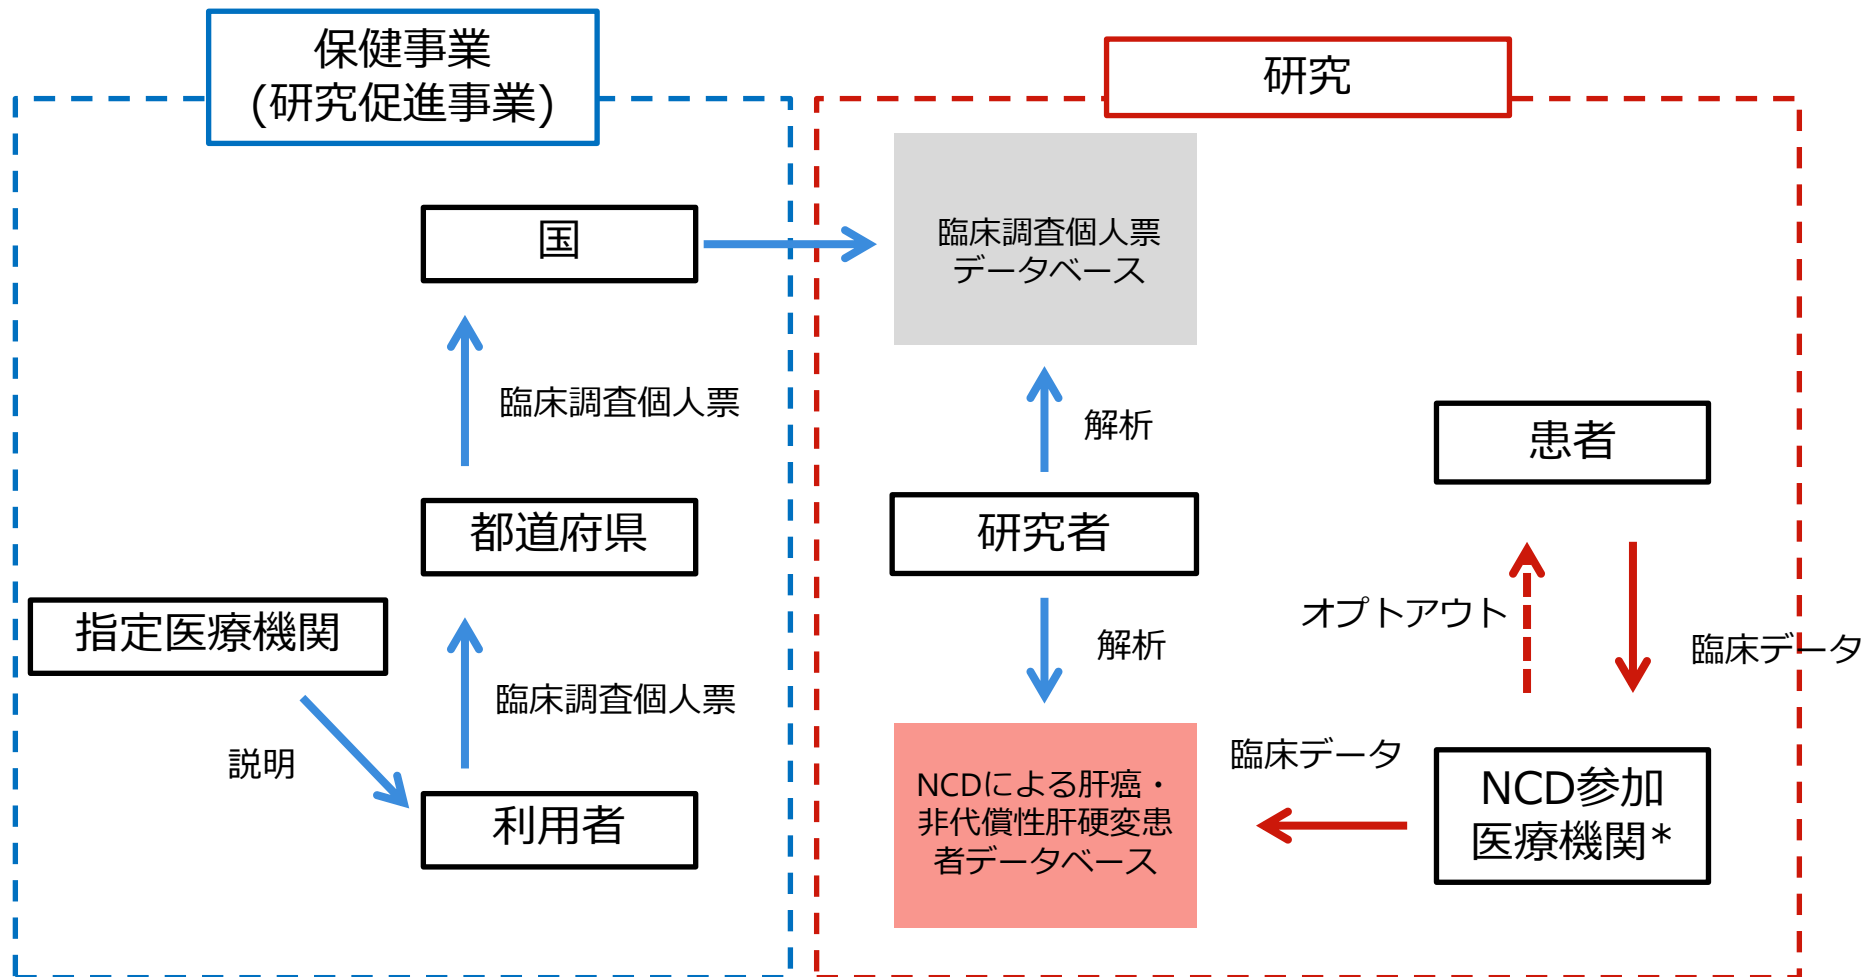 保健事業
(研究促進事業)
研究
国
臨床調査個人票
データベース
臨床調査個人票
解析
患者
都道府県
研究者
指定医療機関
オプトアウト
解析
臨床データ
臨床調査個人票
説明
臨床データ
利用者
NCDによる肝癌・
非代償性肝硬変患
者データベース
NCD参加
医療機関*